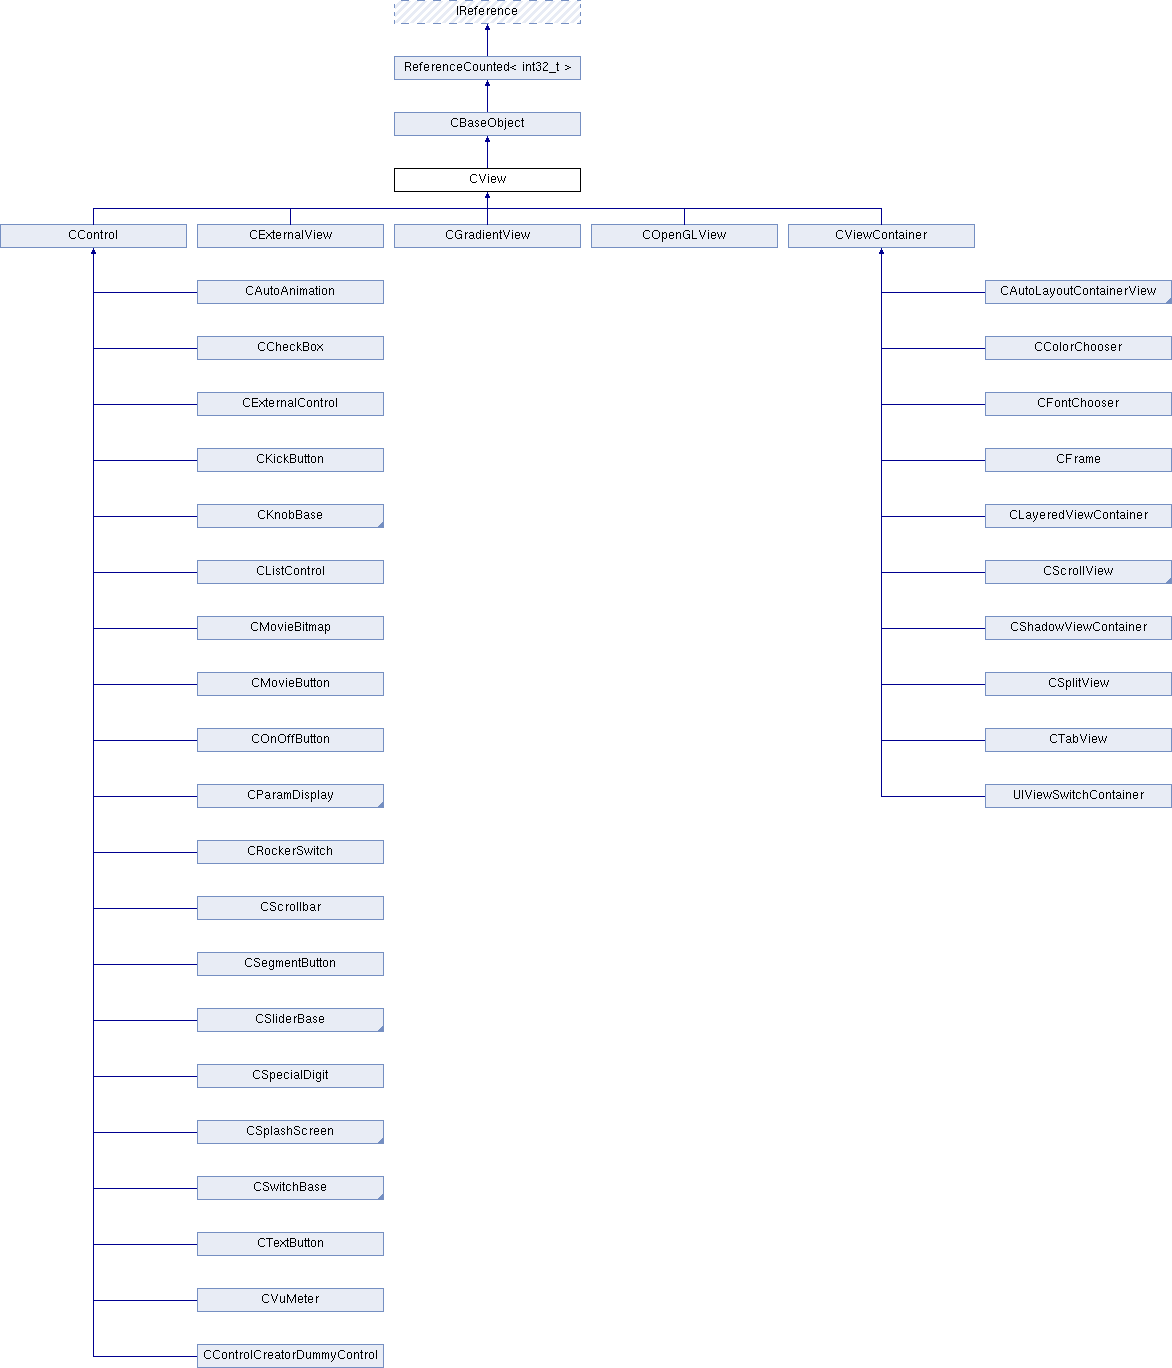 IReference
ReferenceCounted< int32_t >
CBaseObject
CView
CControl
CExternalView
CGradientView
COpenGLView
CViewContainer
CAutoAnimation
CAutoLayoutContainerView
CCheckBox
CColorChooser
CExternalControl
CFontChooser
CKickButton
CFrame
CKnobBase
CLayeredViewContainer
CListControl
CScrollView
CMovieBitmap
CShadowViewContainer
CMovieButton
CSplitView
COnOffButton
CTabView
CParamDisplay
UIViewSwitchContainer
CRockerSwitch
CScrollbar
CSegmentButton
CSliderBase
CSpecialDigit
CSplashScreen
CSwitchBase
CTextButton
CVuMeter
CControlCreatorDummyControl